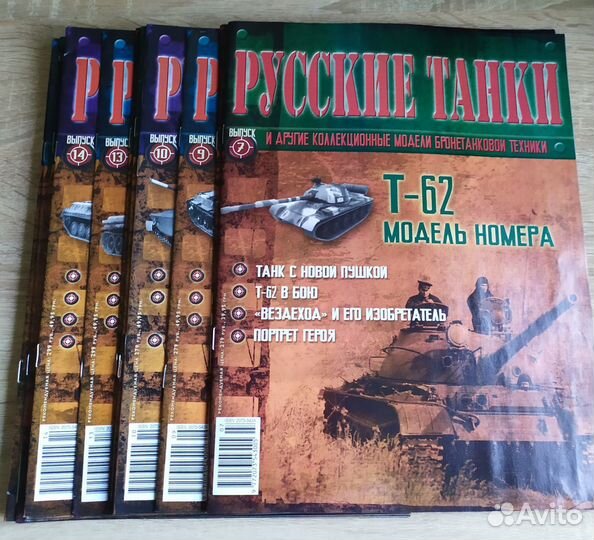 РУССКИЕ ТАНКИ
И ДРУГИЕ КОЛЛЕКЦИОННЫЕ МОДЕЛИ БРОНЕТАНКОВОЙ ТЕХНИКИ
ВЫПУСК
7
Т-62
МОДЕЛЬ НОМЕРА
ТАНК С НОВОЙ ПУШКОЙ
Т-62 В БОЮ
«ВЕЗДЕХОД» И ЕГО ИЗОБРЕТАТЕЛЬ
ПОРТРЕТ ГЕРОЯ
07
Р
ВЫПУСК
9
Р
ВЫПУСК
10
Р
ВЫПУСК
13
Р
ВЫПУСК
14
Avito